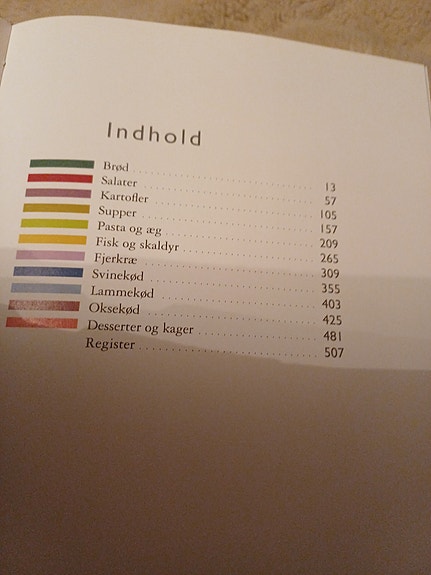 Indhold
Brød . . . . . . . . . . . . . . . . . . . . 13
Salater . . . . . . . . . . . . . . . . . . . . 57
Kartofler . . . . . . . . . . . . . . . . . . . . 105
Supper . . . . . . . . . . . . . . . . . . . . 157
Pasta og æg . . . . . . . . . . . . . . . . . . . . 209
Fisk og skaldyr . . . . . . . . . . . . . . . . . . . . 265
Fjerkræ . . . . . . . . . . . . . . . . . . . . 309
Svinekød . . . . . . . . . . . . . . . . . . . . 355
Lammekød . . . . . . . . . . . . . . . . . . . . 403
Oksekød . . . . . . . . . . . . . . . . . . . . 425
Desserter og kager . . . . . . . . . . . . . . . . . . . . 481
Register . . . . . . . . . . . . . . . . . . . . 507